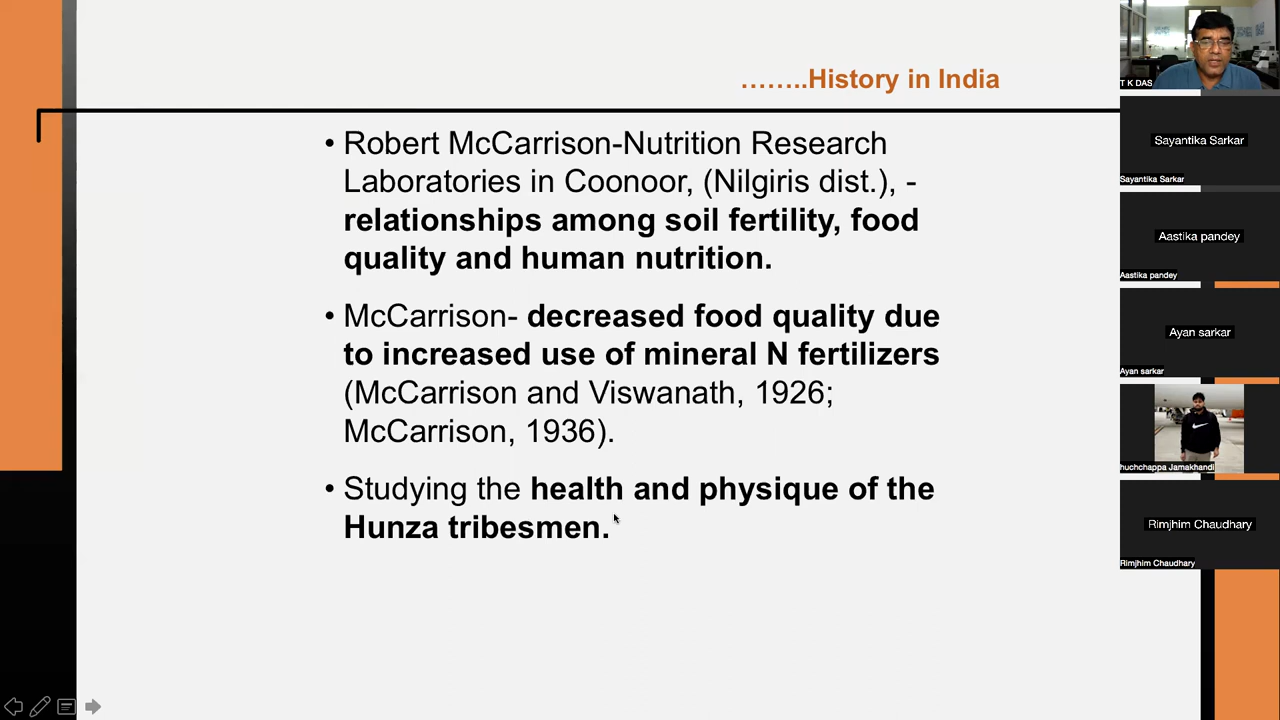 ……..History in India
• Robert McCarrison-Nutrition Research
Laboratories in Coonoor, (Nilgiris dist.), -
relationships among soil fertility, food
quality and human nutrition.
• McCarrison- decreased food quality due
to increased use of mineral N fertilizers
(McCarrison and Viswanath, 1926;
McCarrison, 1936).
• Studying the health and physique of the
Hunza tribesmen.
T K DAS
Sayantika Sarkar
Sayantika Sarkar
Aastika pandey
Aastika pandey
Ayan sarkar
Ayan sarkar
huchchappa Jamakhandi
Rimjhim Chaudhary
Rimjhim Chaudhary